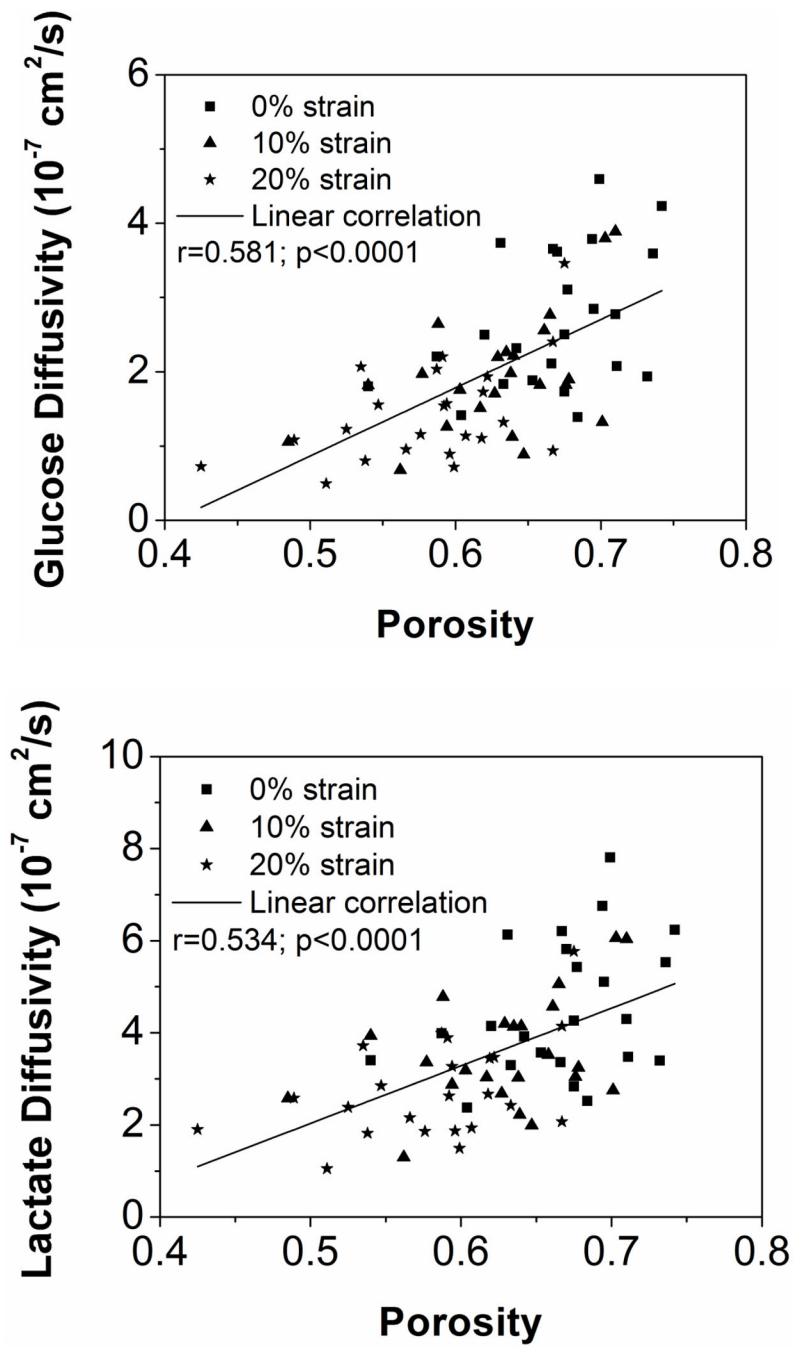 Glucose Diffusivity (10⁻⁷ cm²/s)
6
4
2
0
0% strain
10% strain
20% strain
Linear correlation
r=0.581; p<0.0001
0.4 0.5 0.6 0.7 0.8
Porosity
Lactate Diffusivity (10⁻⁷ cm²/s)
10
8
6
4
2
0
0% strain
10% strain
20% strain
Linear correlation
r=0.534; p<0.0001
0.4 0.5 0.6 0.7 0.8
Porosity